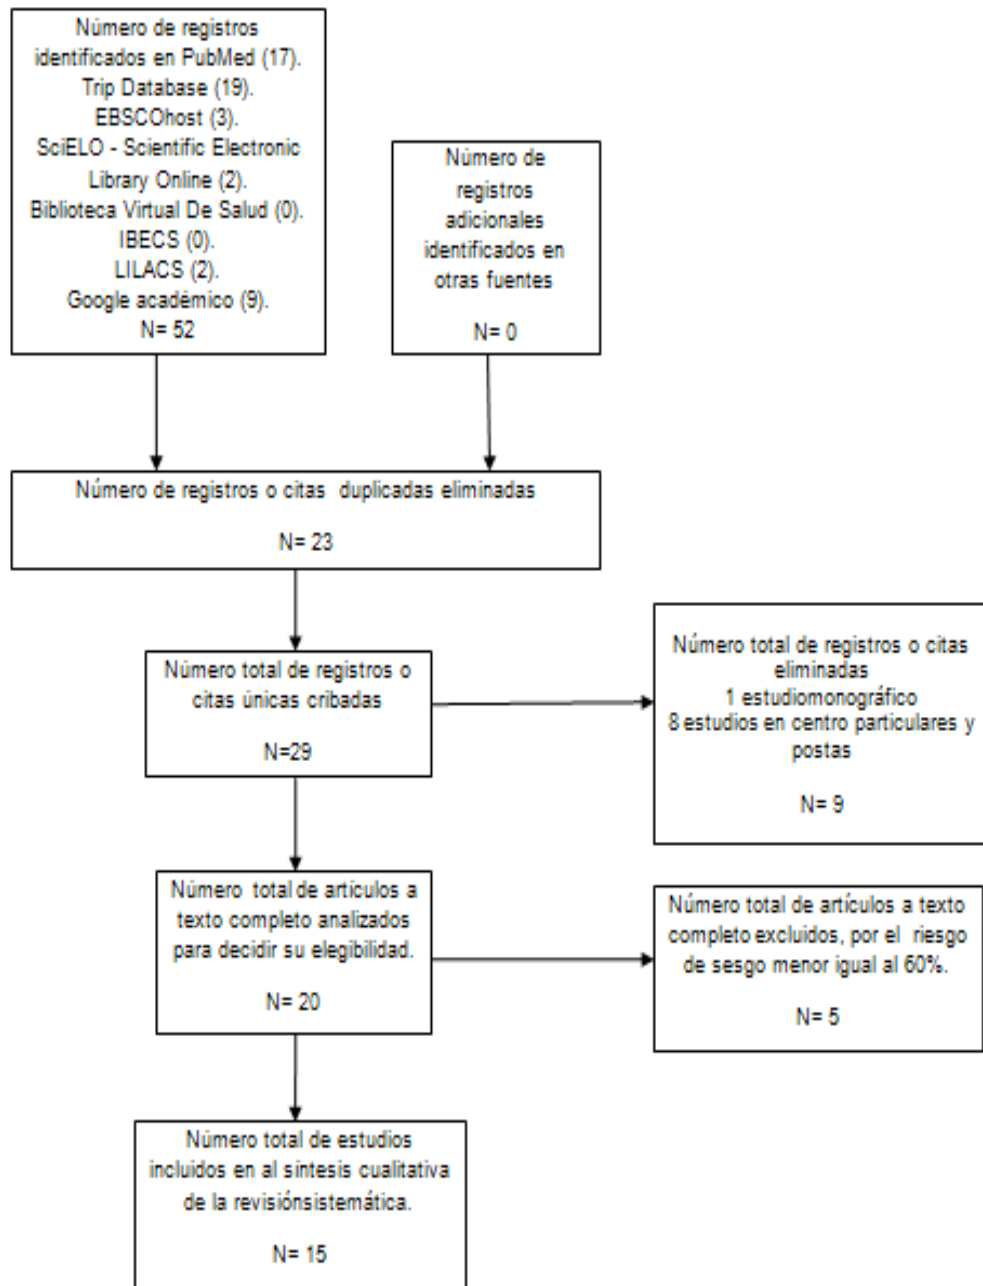 Número de registros
identificados en PubMed (17).
Trip Database (19).
EBSCOhost (3).
SciELO - Scientific Electronic
Library Online (2).
Biblioteca Virtual De Salud (0).
IBECS (0).
LILACS (2).
Google académico (9).
N= 52
Número de
registros
adicionales
identificados en
otras fuentes
N= 0
Número de registros o citas duplicadas eliminadas
N= 23
Número total de registros o
citas únicas cribadas
N=29
Número total de registros o citas
eliminadas
1 estudiomonográfico
8 estudios en centro particulares y
postas
N= 9
Número total de artículos a
texto completo analizados
para decidir su elegibilidad.
N= 20
Número total de artículos a texto
completo excluidos, por el riesgo
de sesgo menor igual al 60%.
N= 5
Número total de estudios
incluidos en al síntesis cualitativa
de la revisiónsistemática.
N= 15